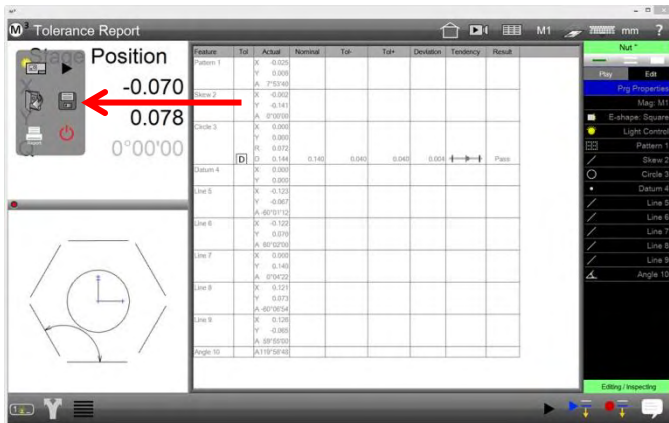 M³ Tolerance Report
M1
mm
?
Stage Position
X
-0.070
Y
0.078
Q
0°00'00
Feature Tol Actual Nominal Tol- Tol+ Deviation Tendency Result
Pattern 1 X -0.025
Y 0.008
A 7°53'40
Skew 2 X -0.002
Y -0.141
A 0°00'00
Circle 3 X 0.000
Y 0.000
R 0.072
D D 0.144 0.140 0.040 0.040 0.004 Pass
Datum 4 X 0.000
Y 0.000
Line 5 X -0.123
Y -0.067
A -60°01'12
Line 6 X -0.122
Y 0.070
A 60°02'00
Line 7 X 0.000
Y 0.140
A 0°04'22
Line 8 X 0.121
Y 0.073
A -60°06'54
Line 9 X 0.126
Y -0.065
A 59°55'00
Angle 10 A 119°58'48
Nut *
Play Edit
Prg Properties
Mag: M1
E-shape: Square
Light Control
Pattern 1
Skew 2
Circle 3
Datum 4
Line 5
Line 6
Line 7
Line 8
Line 9
Angle 10
Editing / Inspecting